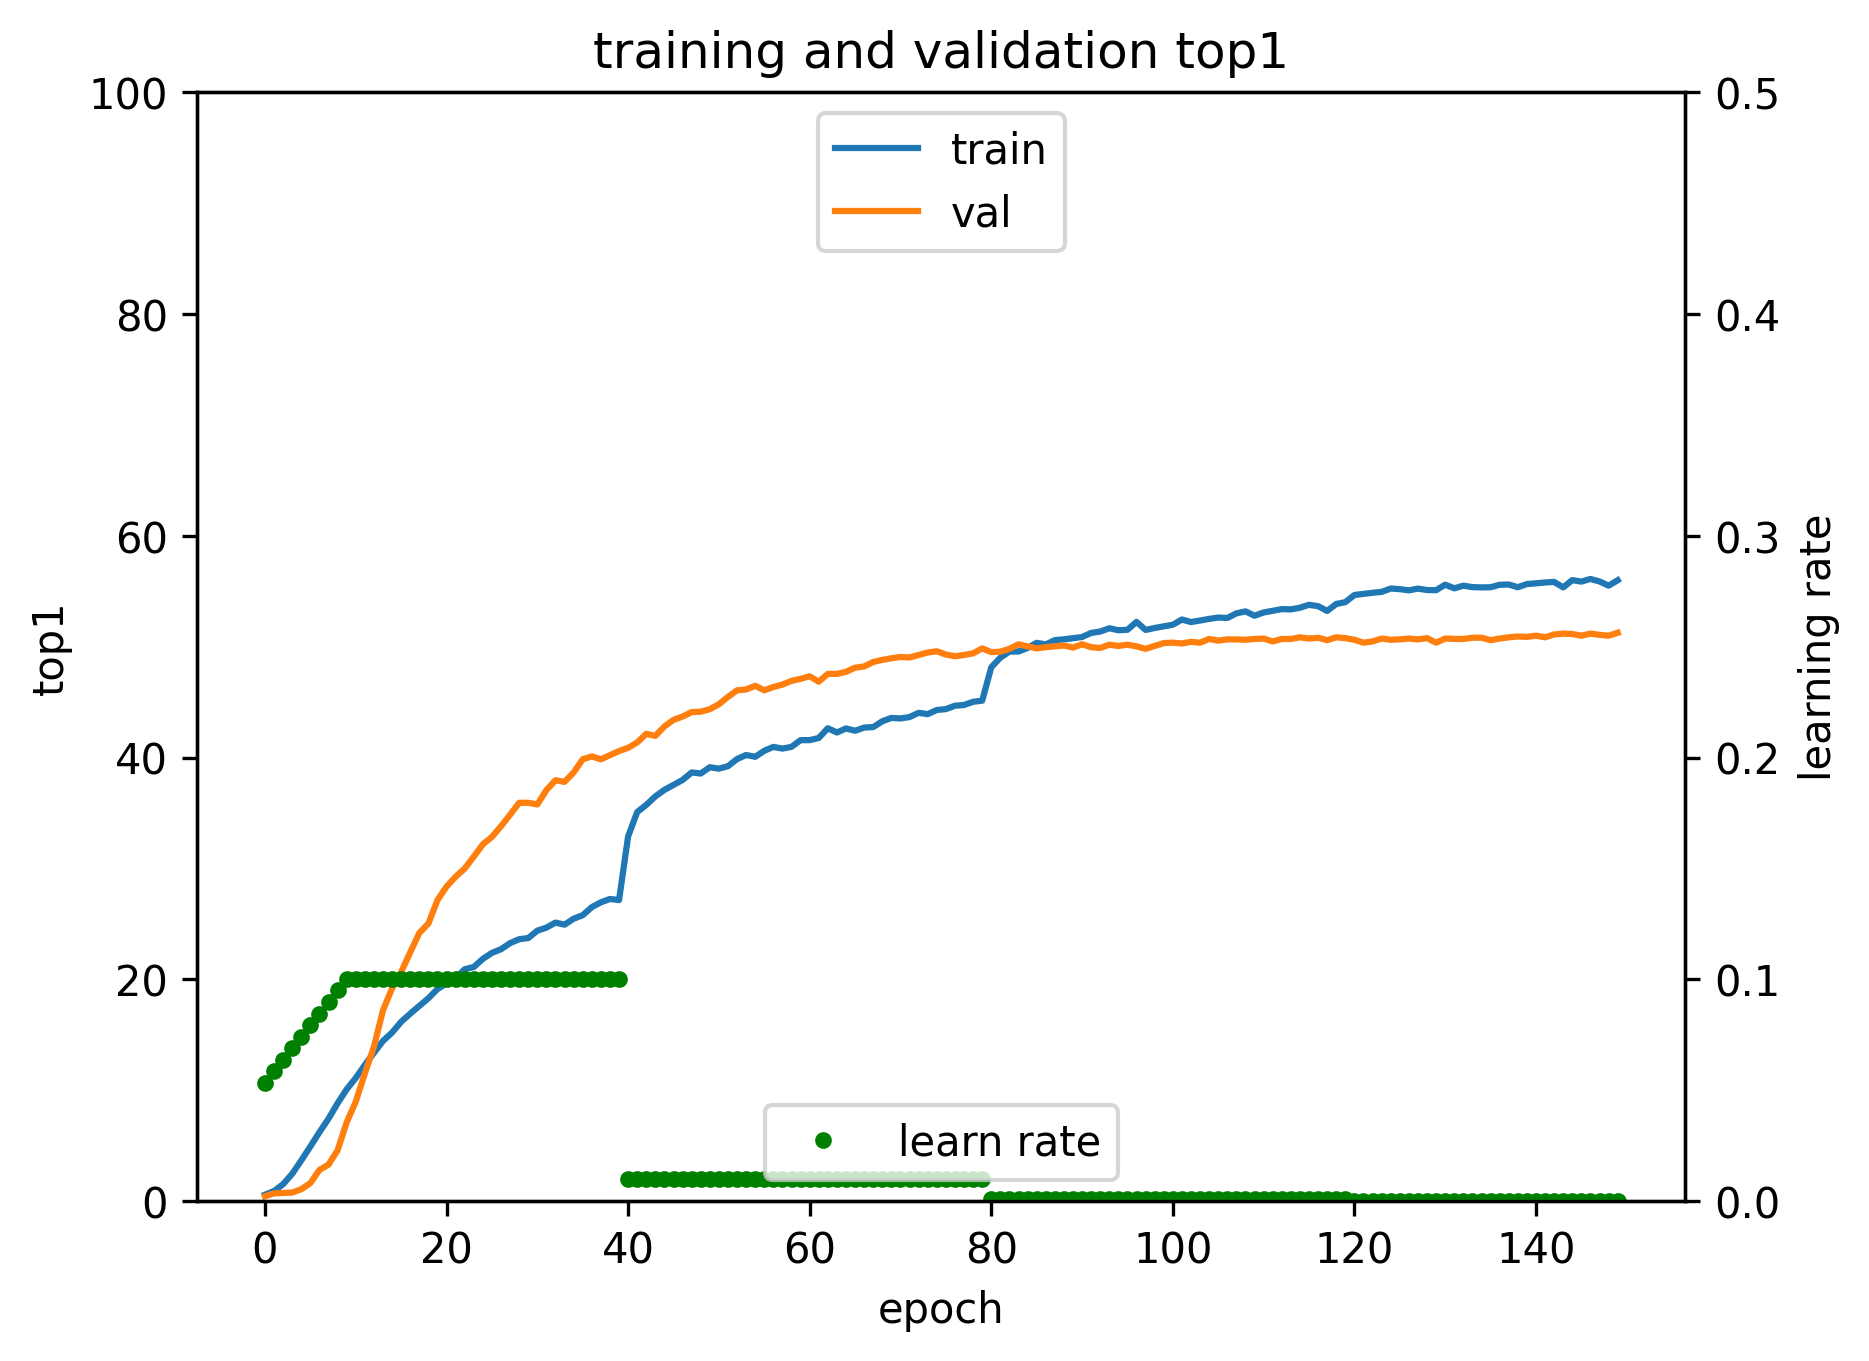 training and validation top1
100
80
60
40
20
0
top1
train
val
learn rate
0.5
0.4
0.3
0.2
0.1
0.0
learning rate
0 20 40 60 80 100 120 140
epoch